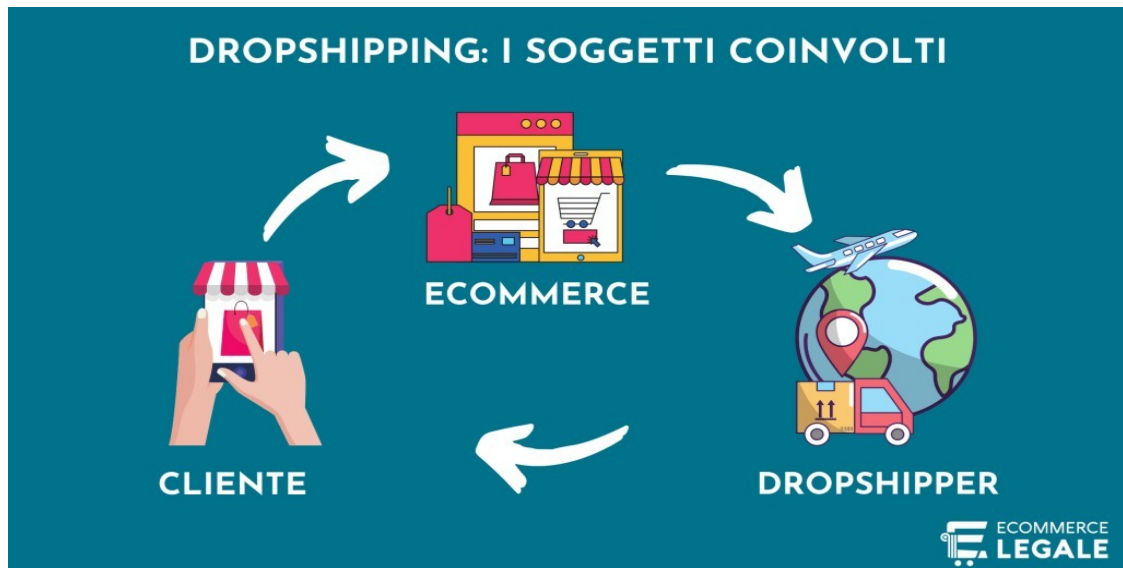 DROPSHIPPING: I SOGGETTI COINVOLTI
ECOMMERCE
CLIENTE
DROPSHIPPER
ECOMMERCE
LEGALE